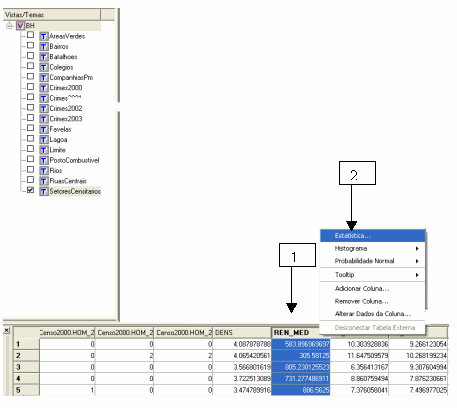 Vistas/Temas
BH
AreasVerdes
Bairros
Batalhoes
Colegios
CompanhiasPm
Crimes2000
Crimes2002
Crimes2003
Favelas
Lagoa
Limite
PostoCombustivel
Rios
RuasCentrais
SetoresCensitarios
2
1
Estatística...
Histograma
Probabilidade Normal
Tooltip
Adicionar Coluna...
Remover Coluna...
Alterar Dados da Coluna...
Desconectar Tabela Externa
Censo2000.HOM_2 Censo2000.HOM_2 Censo2000.HOM_2 DENS REN_MED
1 0 0 0 4.087878788 583.896969697 10.303928836 9.266123054
2 0 2 2 4.065420561 305.58125 11.647509579 10.268199234
3 0 0 0 3.566801619 805.230125523 6.356413167 9.307604994
4 0 0 0 3.722513089 731.277486911 8.860759494 7.876230661
5 1 0 0 3.474789916 886.5625 7.376058041 7.496977025